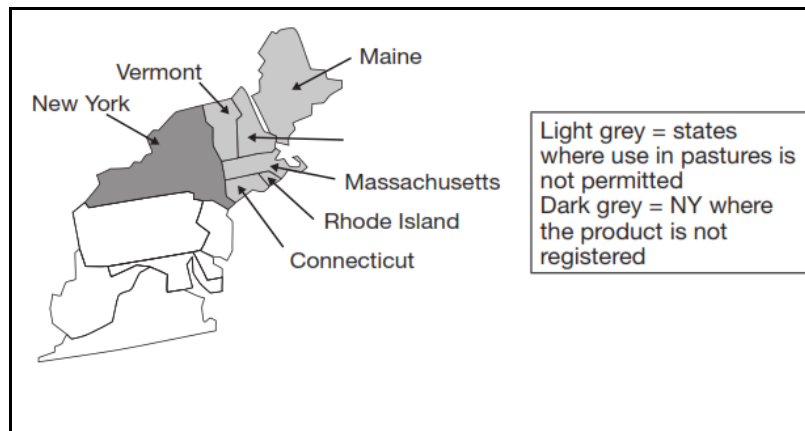 Maine
Vermont
New York
Massachusetts
Rhode Island
Connecticut
Light grey = states
where use in pastures is
not permitted
Dark grey = NY where
the product is not
registered